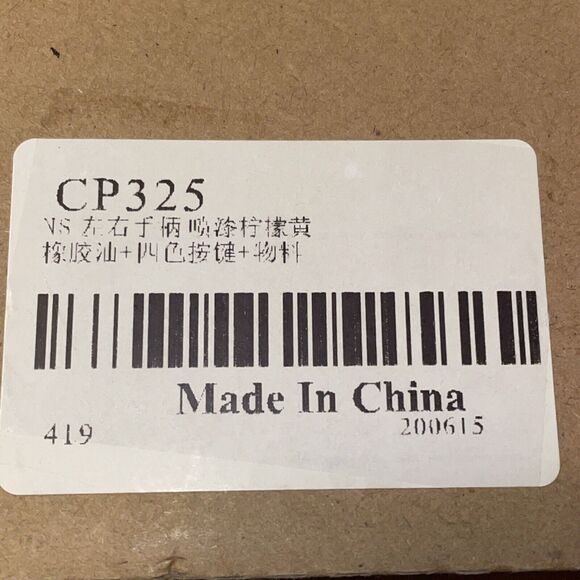 CP325
NS 左右手柄 喷漆柠檬黄
橡胶油+四色按键+物料
Made In China
419
200615